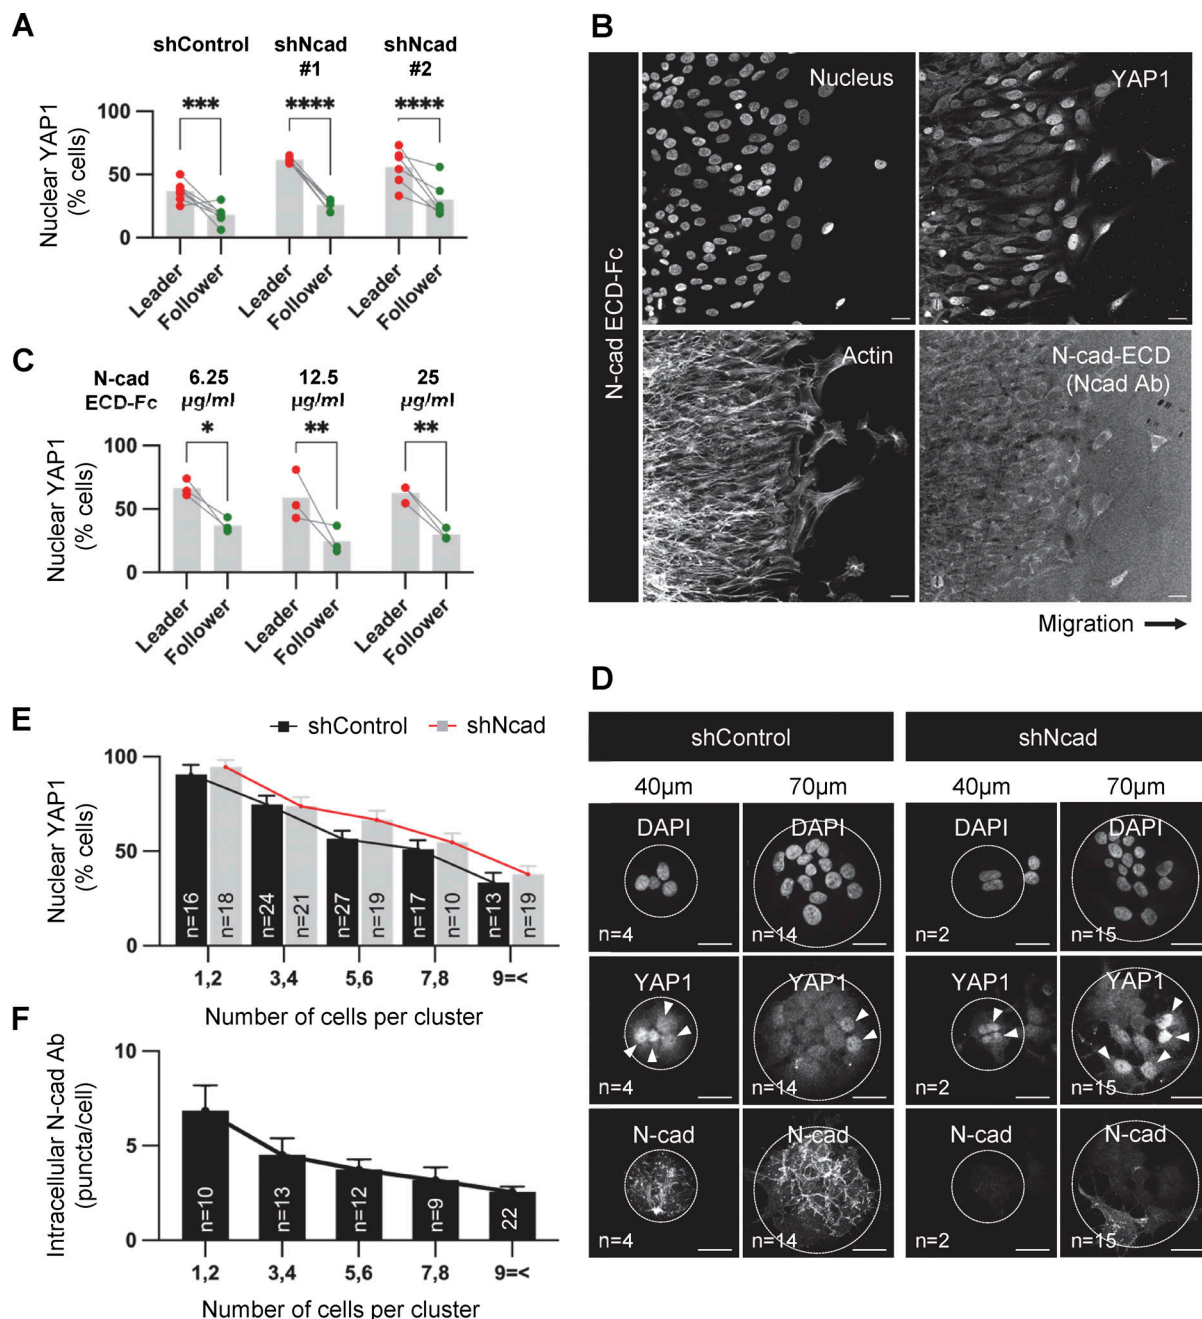 A
shControl
shNcad #1
shNcad #2
*** **** ****
Nuclear YAP1 (% cells)
100
50
0
Leader Follower Leader Follower Leader Follower
B
N-cad ECD-Fc
Nucleus
YAP1
Actin
N-cad-ECD
(Ncad Ab)
Migration
C
N-cad ECD-Fc
6.25 µg/ml
12.5 µg/ml
25 µg/ml
* ** **
Nuclear YAP1 (% cells)
100
50
0
Leader Follower Leader Follower Leader Follower
D
shControl shNcad
40µm 70µm 40µm 70µm
DAPI DAPI DAPI DAPI
n=4 n=14 n=2 n=15
YAP1 YAP1 YAP1 YAP1
n=4 n=14 n=2 n=15
N-cad N-cad N-cad N-cad
n=4 n=14 n=2 n=15
E
shControl shNcad
Nuclear YAP1 (% cells)
100
50
0
n=16 n=18 n=24 n=21 n=27 n=19 n=17 n=10 n=13 n=19
1,2 3,4 5,6 7,8 9=<
Number of cells per cluster
F
Intracellular N-cad Ab (puncta/cell)
10
5
0
n=10 n=13 n=12 n=9 22
1,2 3,4 5,6 7,8 9=<
Number of cells per cluster